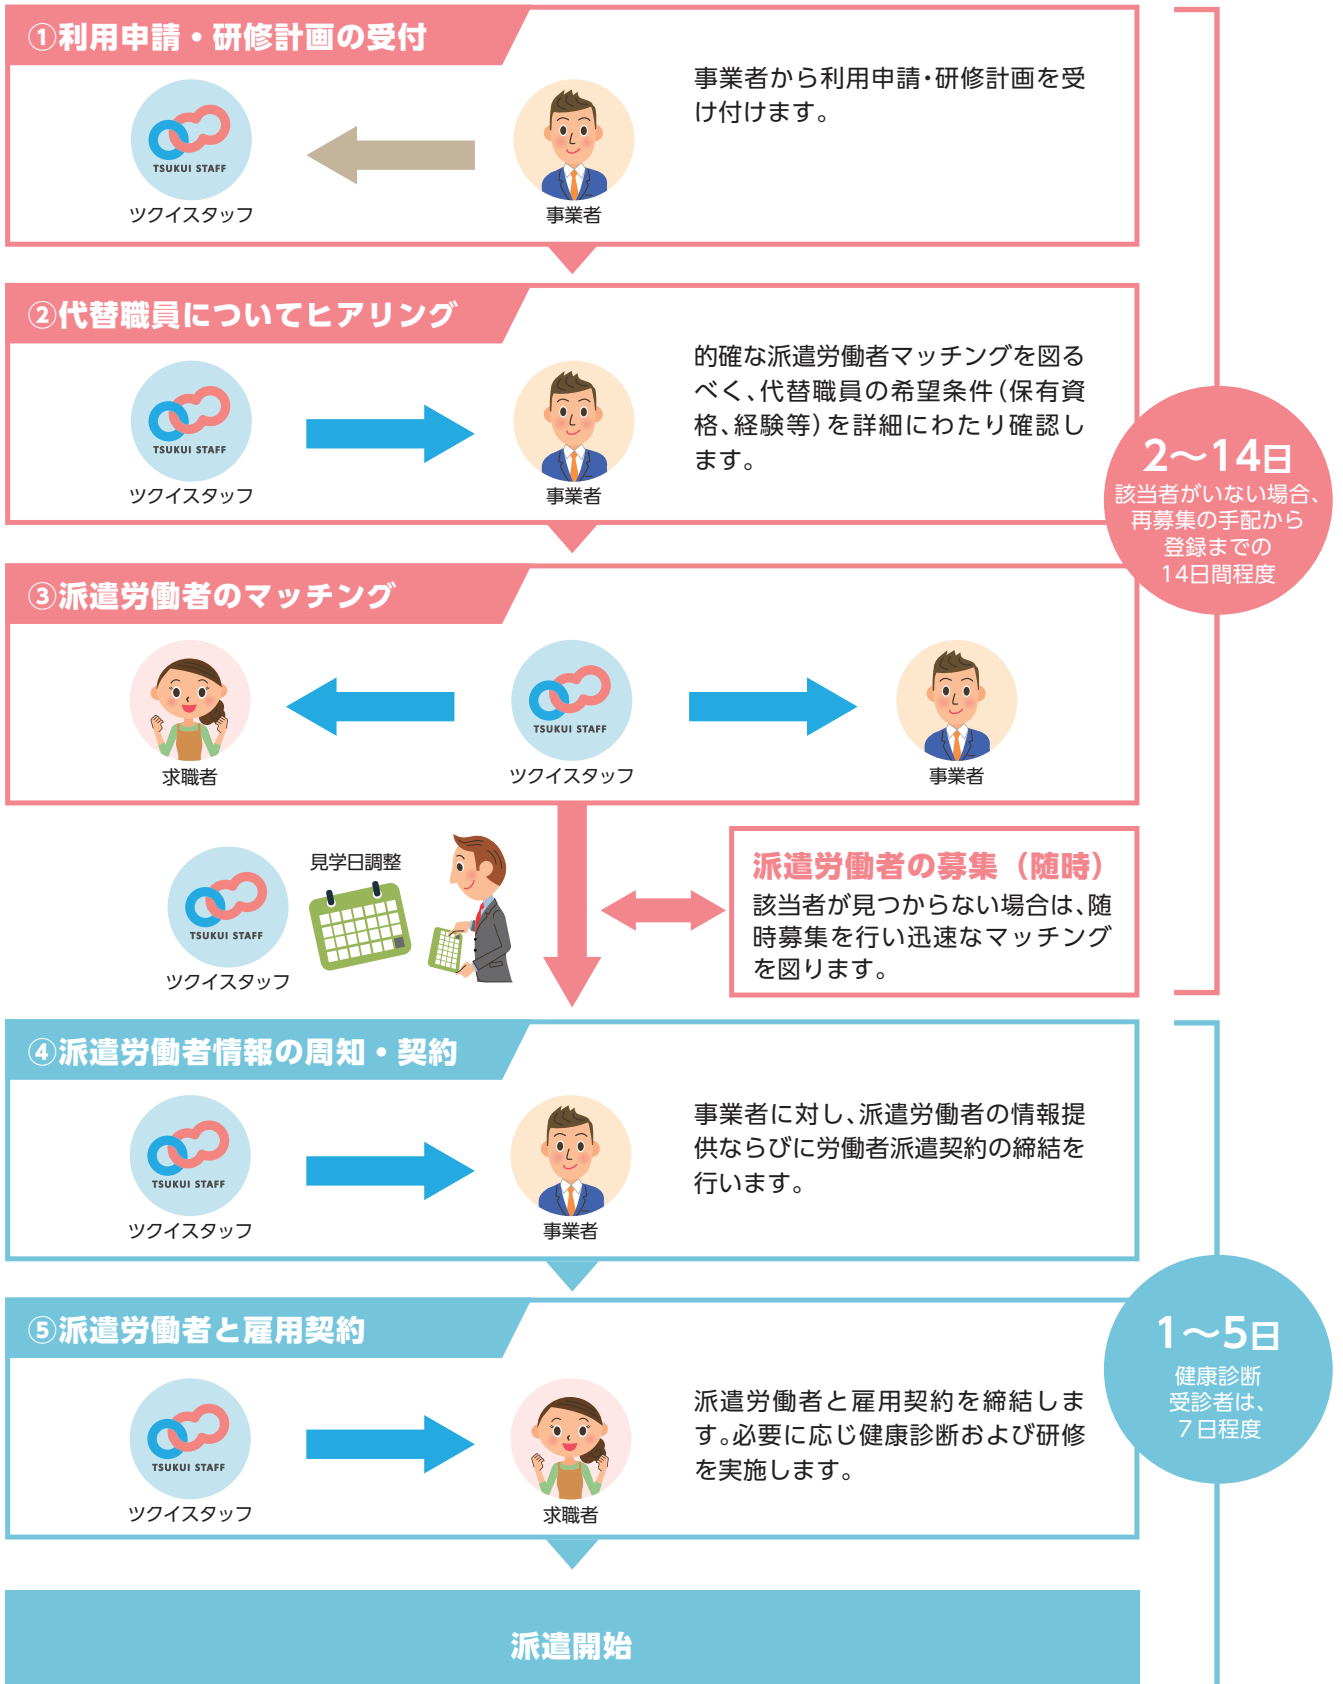 ①利用申請・研修計画の受付
事業者から利用申請・研修計画を受
け付けます。
TSUKUI STAFF
ツクイスタッフ
事業者
②代替職員についてヒアリング
的確な派遣労働者マッチングを図る
べく、代替職員の希望条件(保有資
格、経験等)を詳細にわたり確認し
ます。
TSUKUI STAFF
ツクイスタッフ
事業者
2〜14日
該当者がいない場合、
再募集の手配から
登録までの
14日間程度
③派遣労働者のマッチング
求職者
TSUKUI STAFF
ツクイスタッフ
事業者
TSUKUI STAFF
ツクイスタッフ
見学日調整
派遣労働者の募集(随時)
該当者が見つからない場合は、随
時募集を行い迅速なマッチング
を図ります。
④派遣労働者情報の周知・契約
事業者に対し、派遣労働者の情報提
供ならびに労働者派遣契約の締結を
行います。
TSUKUI STAFF
ツクイスタッフ
事業者
⑤派遣労働者と雇用契約
派遣労働者と雇用契約を締結しま
す。必要に応じ健康診断および研修
を実施します。
TSUKUI STAFF
ツクイスタッフ
求職者
1〜5日
健康診断
受診者は、
7日程度
派遣開始